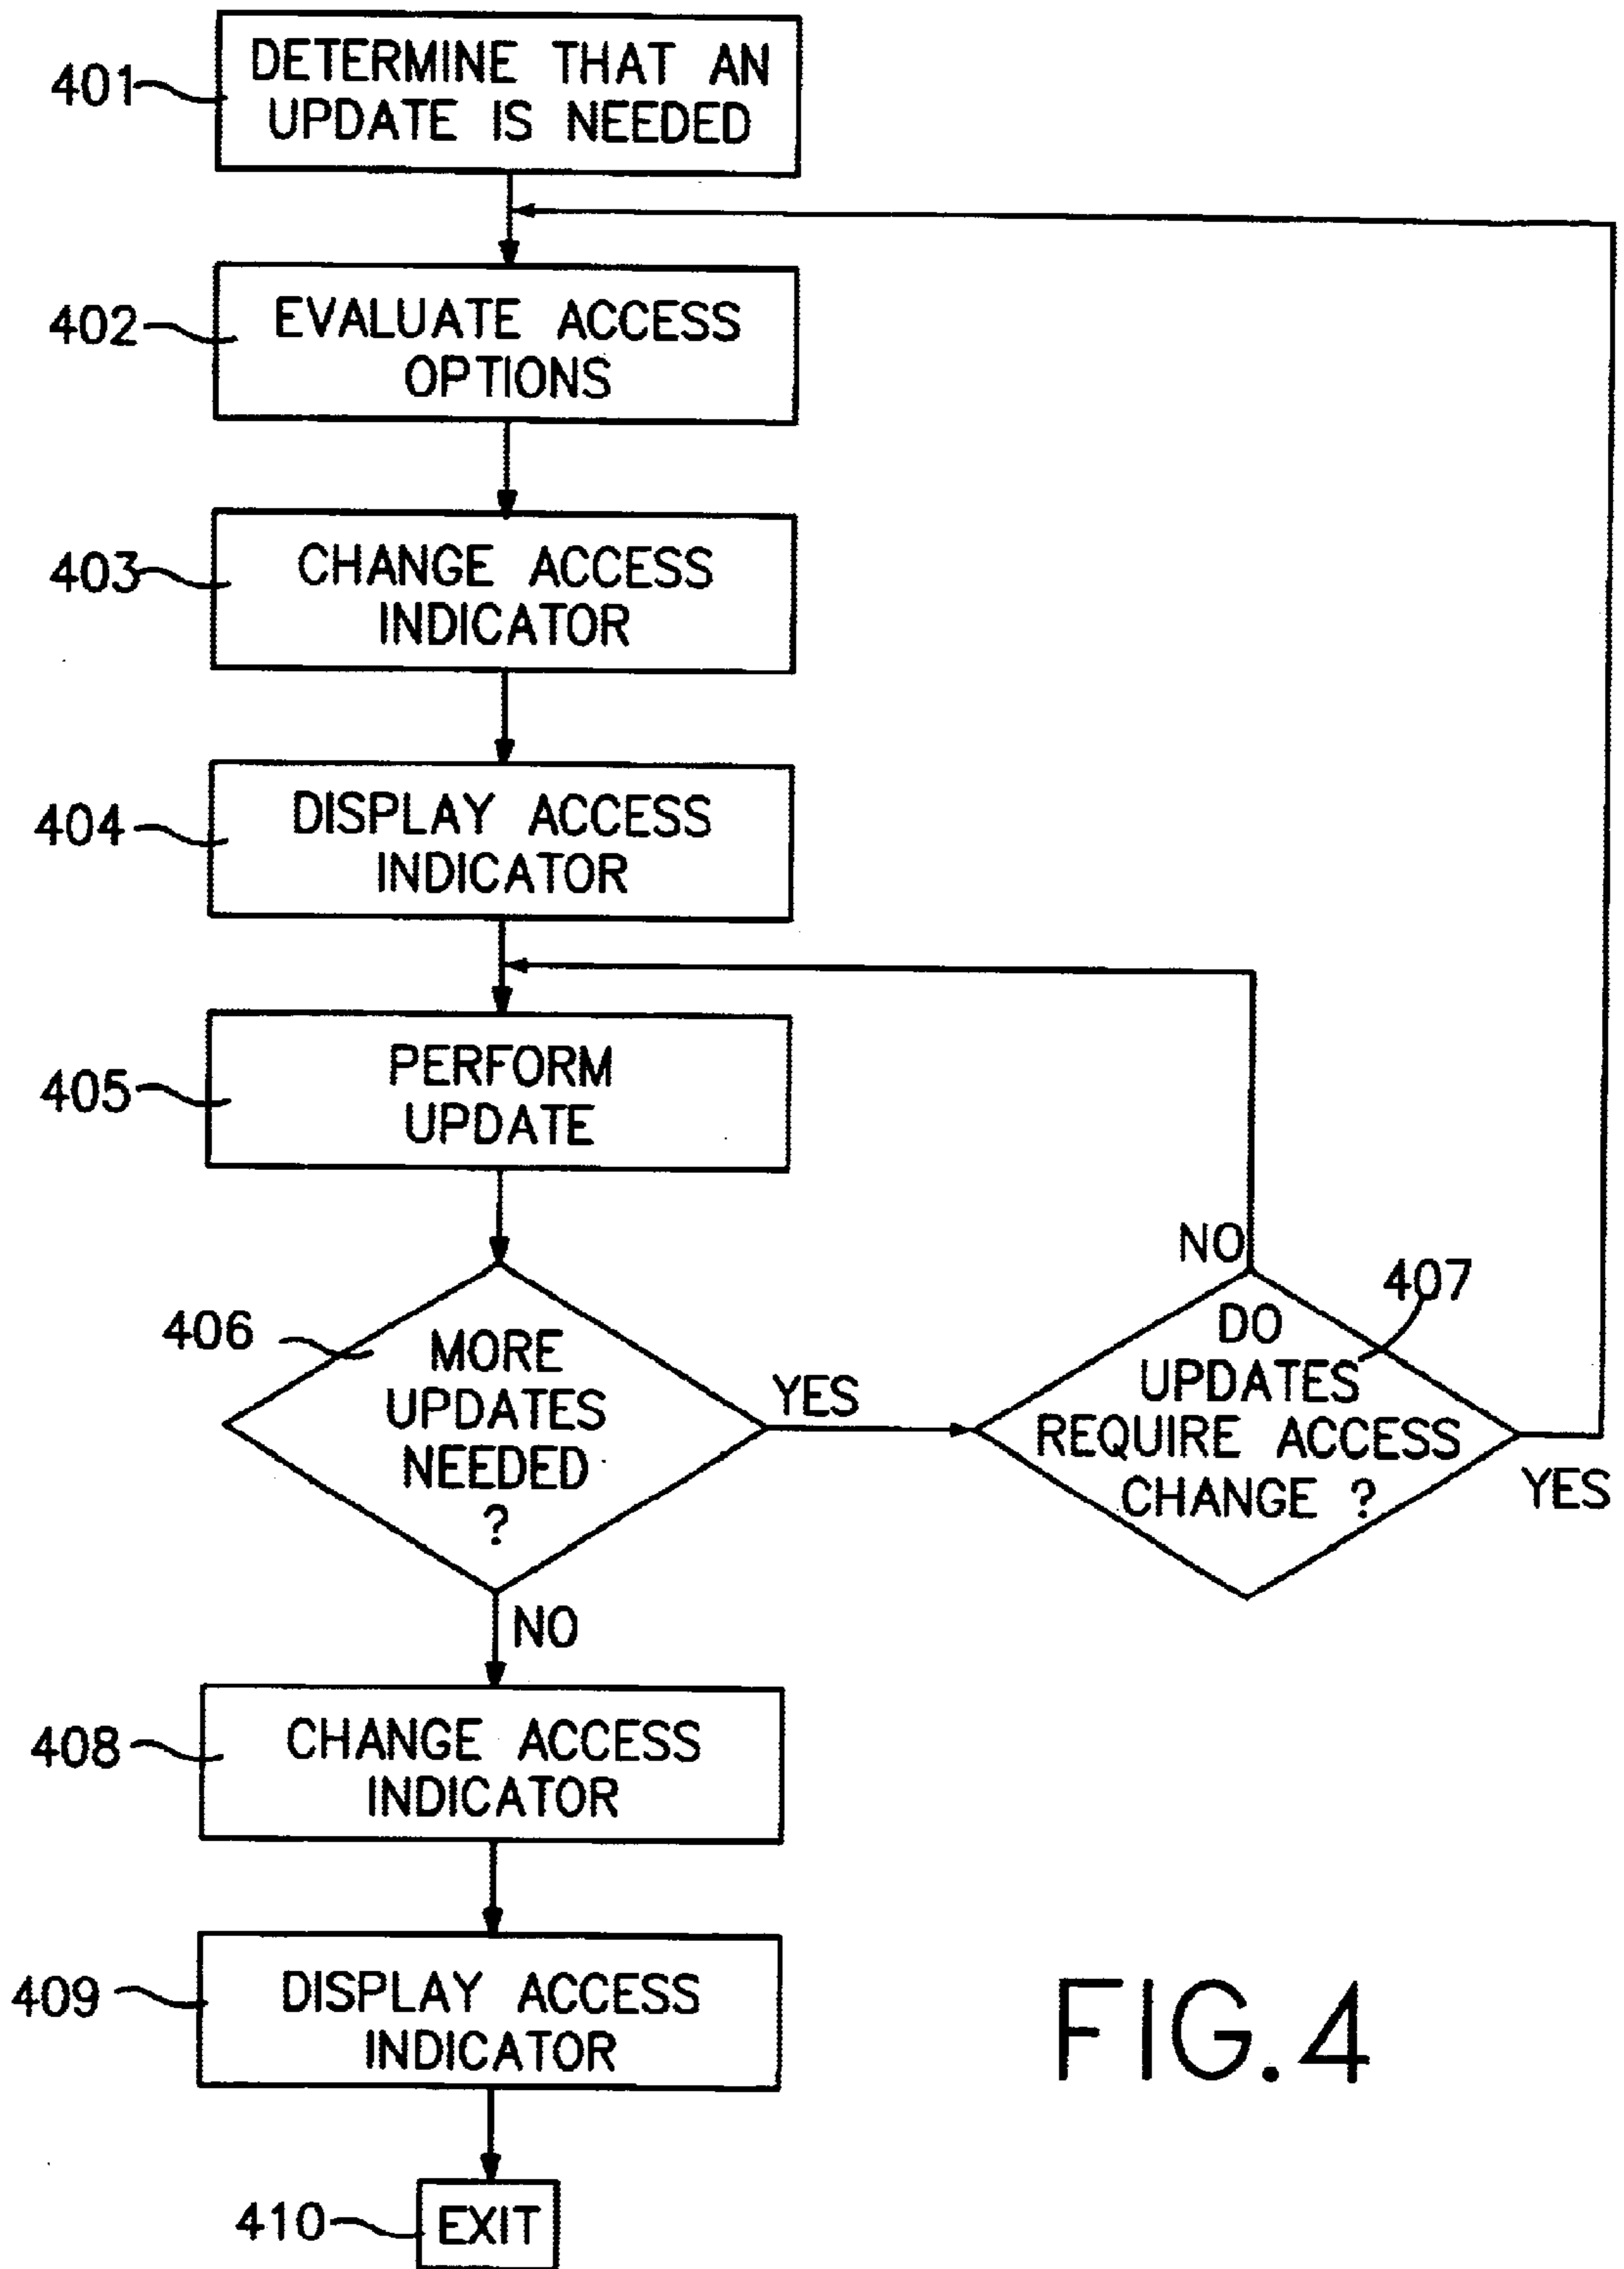 401
DETERMINE THAT AN
UPDATE IS NEEDED
402
EVALUATE ACCESS
OPTIONS
403
CHANGE ACCESS
INDICATOR
404
DISPLAY ACCESS
INDICATOR
405
PERFORM
UPDATE
406
MORE
UPDATES
NEEDED
?
YES
NO
407
DO
UPDATES
REQUIRE ACCESS
CHANGE ?
YES
NO
408
CHANGE ACCESS
INDICATOR
409
DISPLAY ACCESS
INDICATOR
410
EXIT
FIG.4